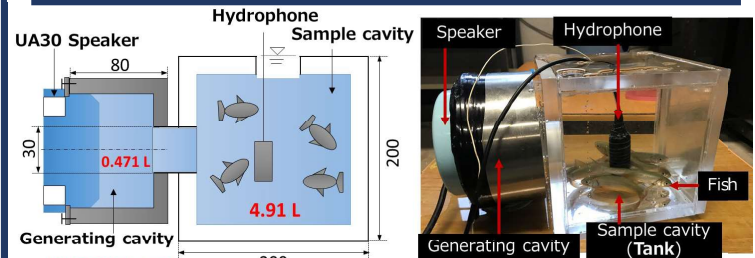 Hydrophone
UA30 Speaker
Sample cavity
80
30
0.471 L
200
4.91 L
Generating cavity
Speaker
Hydrophone
Fish
Generating cavity
Sample cavity
(Tank)